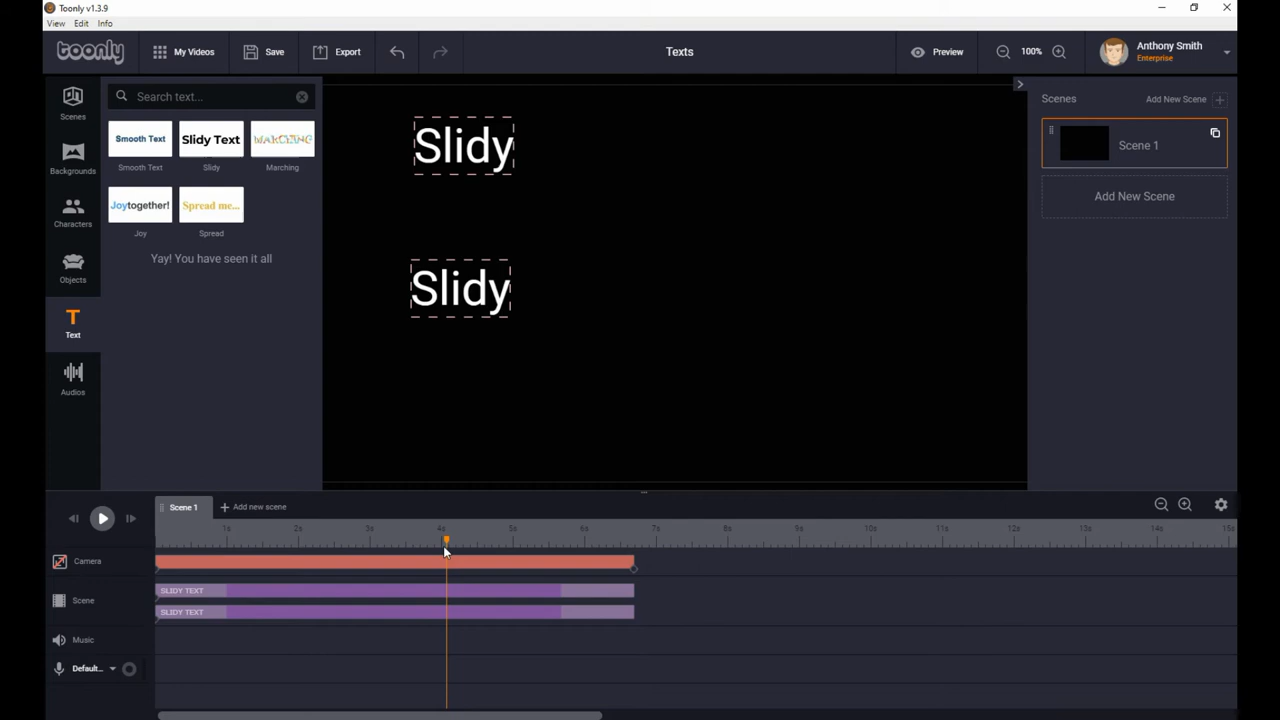 Toonly v1.3.9
View Edit Info
toonly My Videos Save Export Texts Preview 100% Anthony Smith
Enterprise
Scenes
Backgrounds
Characters
Objects
Text
Audios
Search text...
Smooth Text Slidy Text MARCHING
Smooth Text Slidy Marching
Joytogether! Spread me...
Joy Spread
Yay! You have seen it all
Slidy
Slidy
Scenes Add New Scene
Scene 1
Add New Scene
Scene 1 Add new scene
1s 2s 3s 4s 5s 6s 7s 8s 9s 10s 11s 12s 13s 14s 15s
Camera
Scene
SLIDY TEXT
SLIDY TEXT
Music
Default...